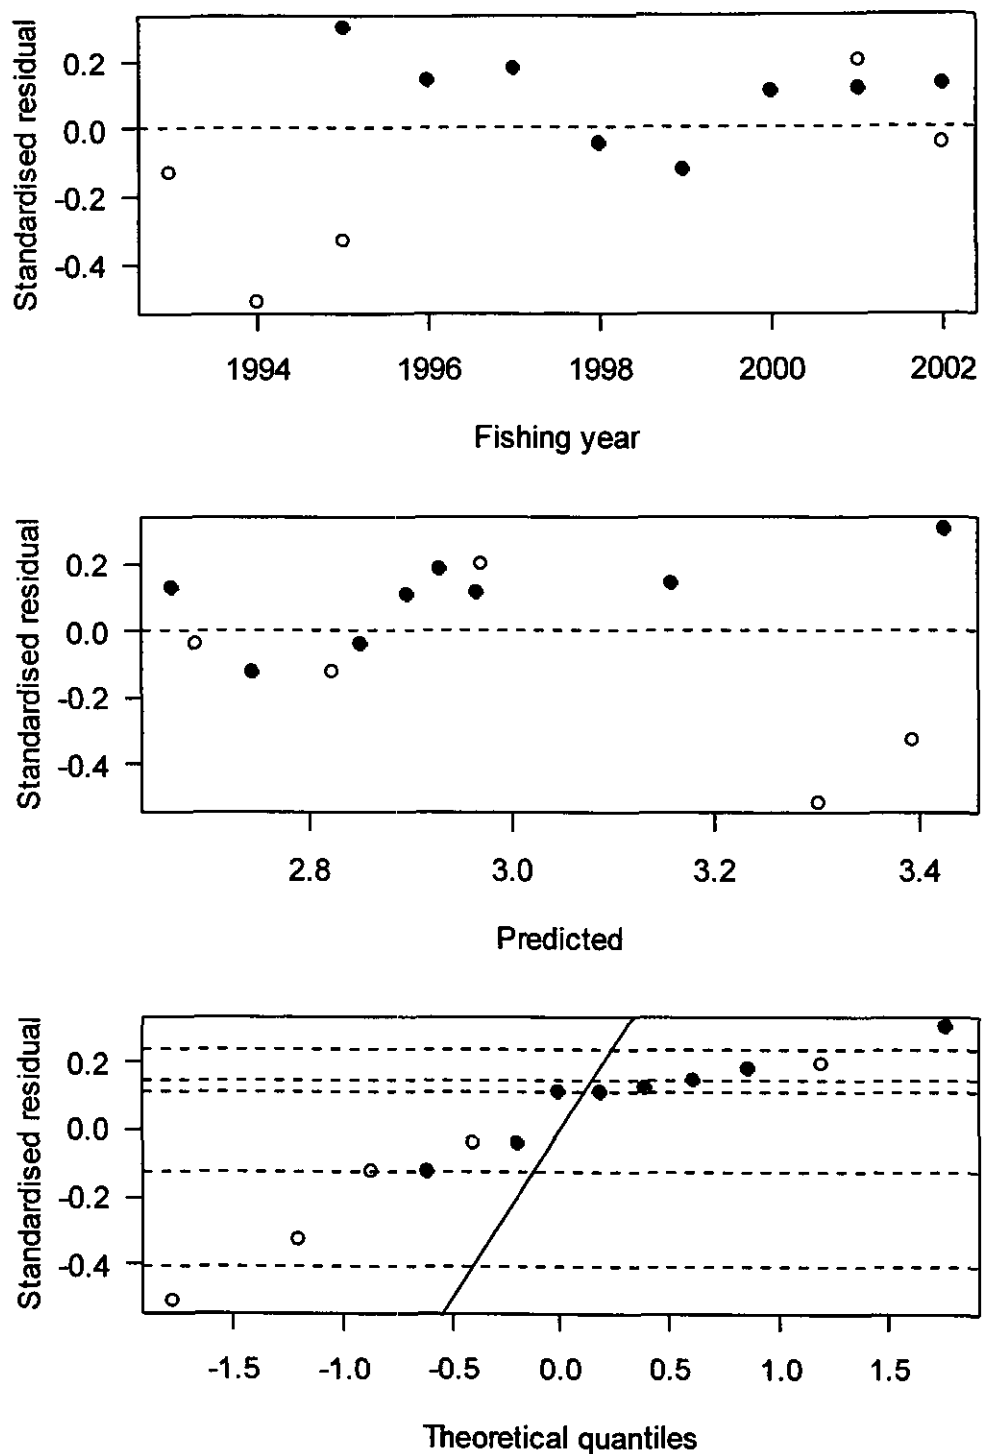 Standardised residual
0.2
0.0
-0.2
-0.4
1994 1996 1998 2000 2002
Fishing year
Standardised residual
0.2
0.0
-0.2
-0.4
2.8 3.0 3.2 3.4
Predicted
Standardised residual
0.2
0.0
-0.2
-0.4
-1.5 -1.0 -0.5 0.0 0.5 1.0 1.5
Theoretical quantiles